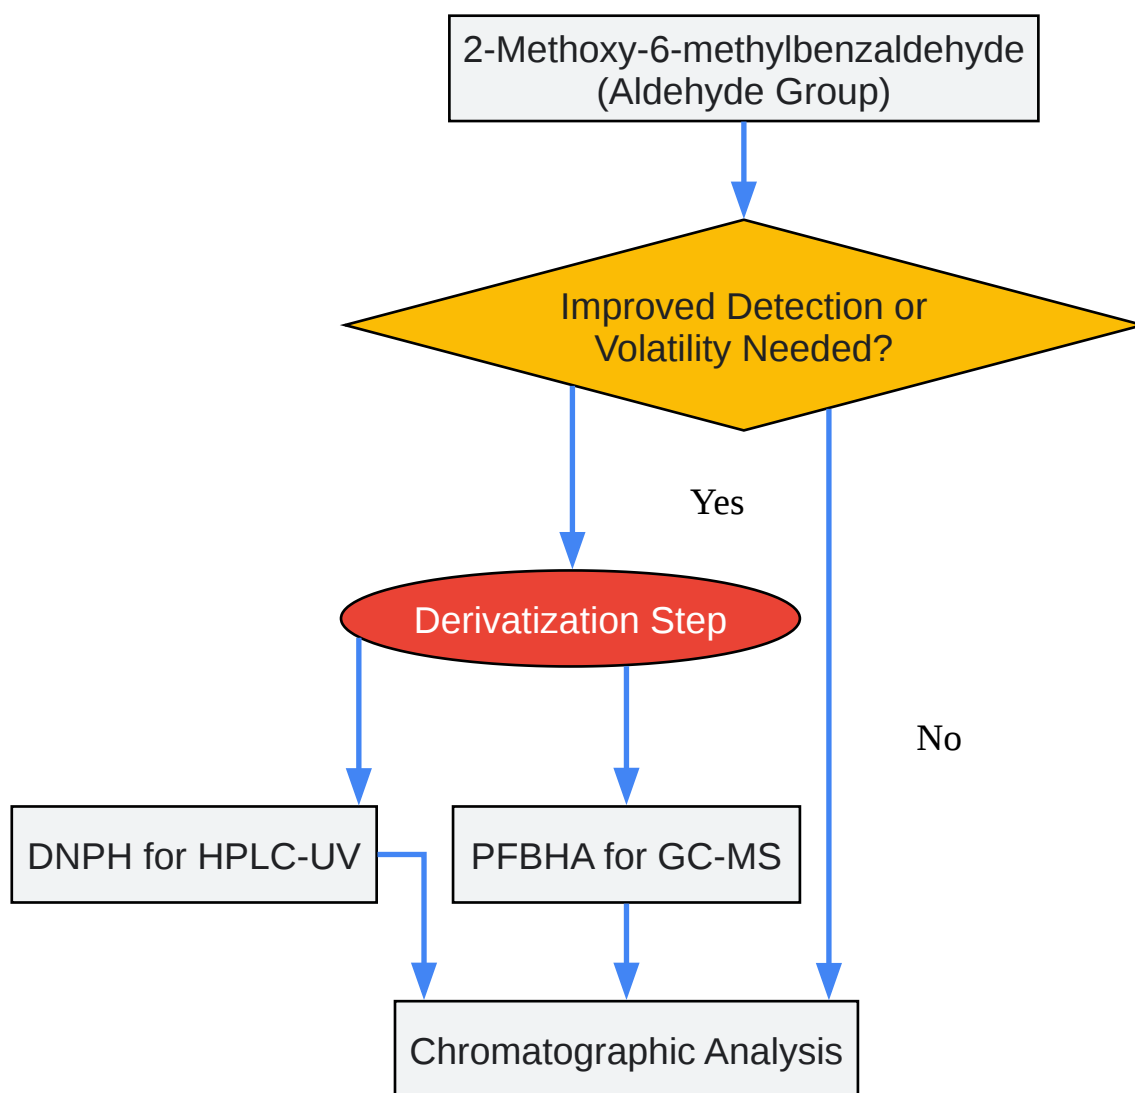 2-Methoxy-6-methylbenzaldehyde
(Aldehyde Group)
Improved Detection or
Volatility Needed?
Yes
Derivatization Step
No
DNPH for HPLC-UV
PFBHA for GC-MS
Chromatographic Analysis